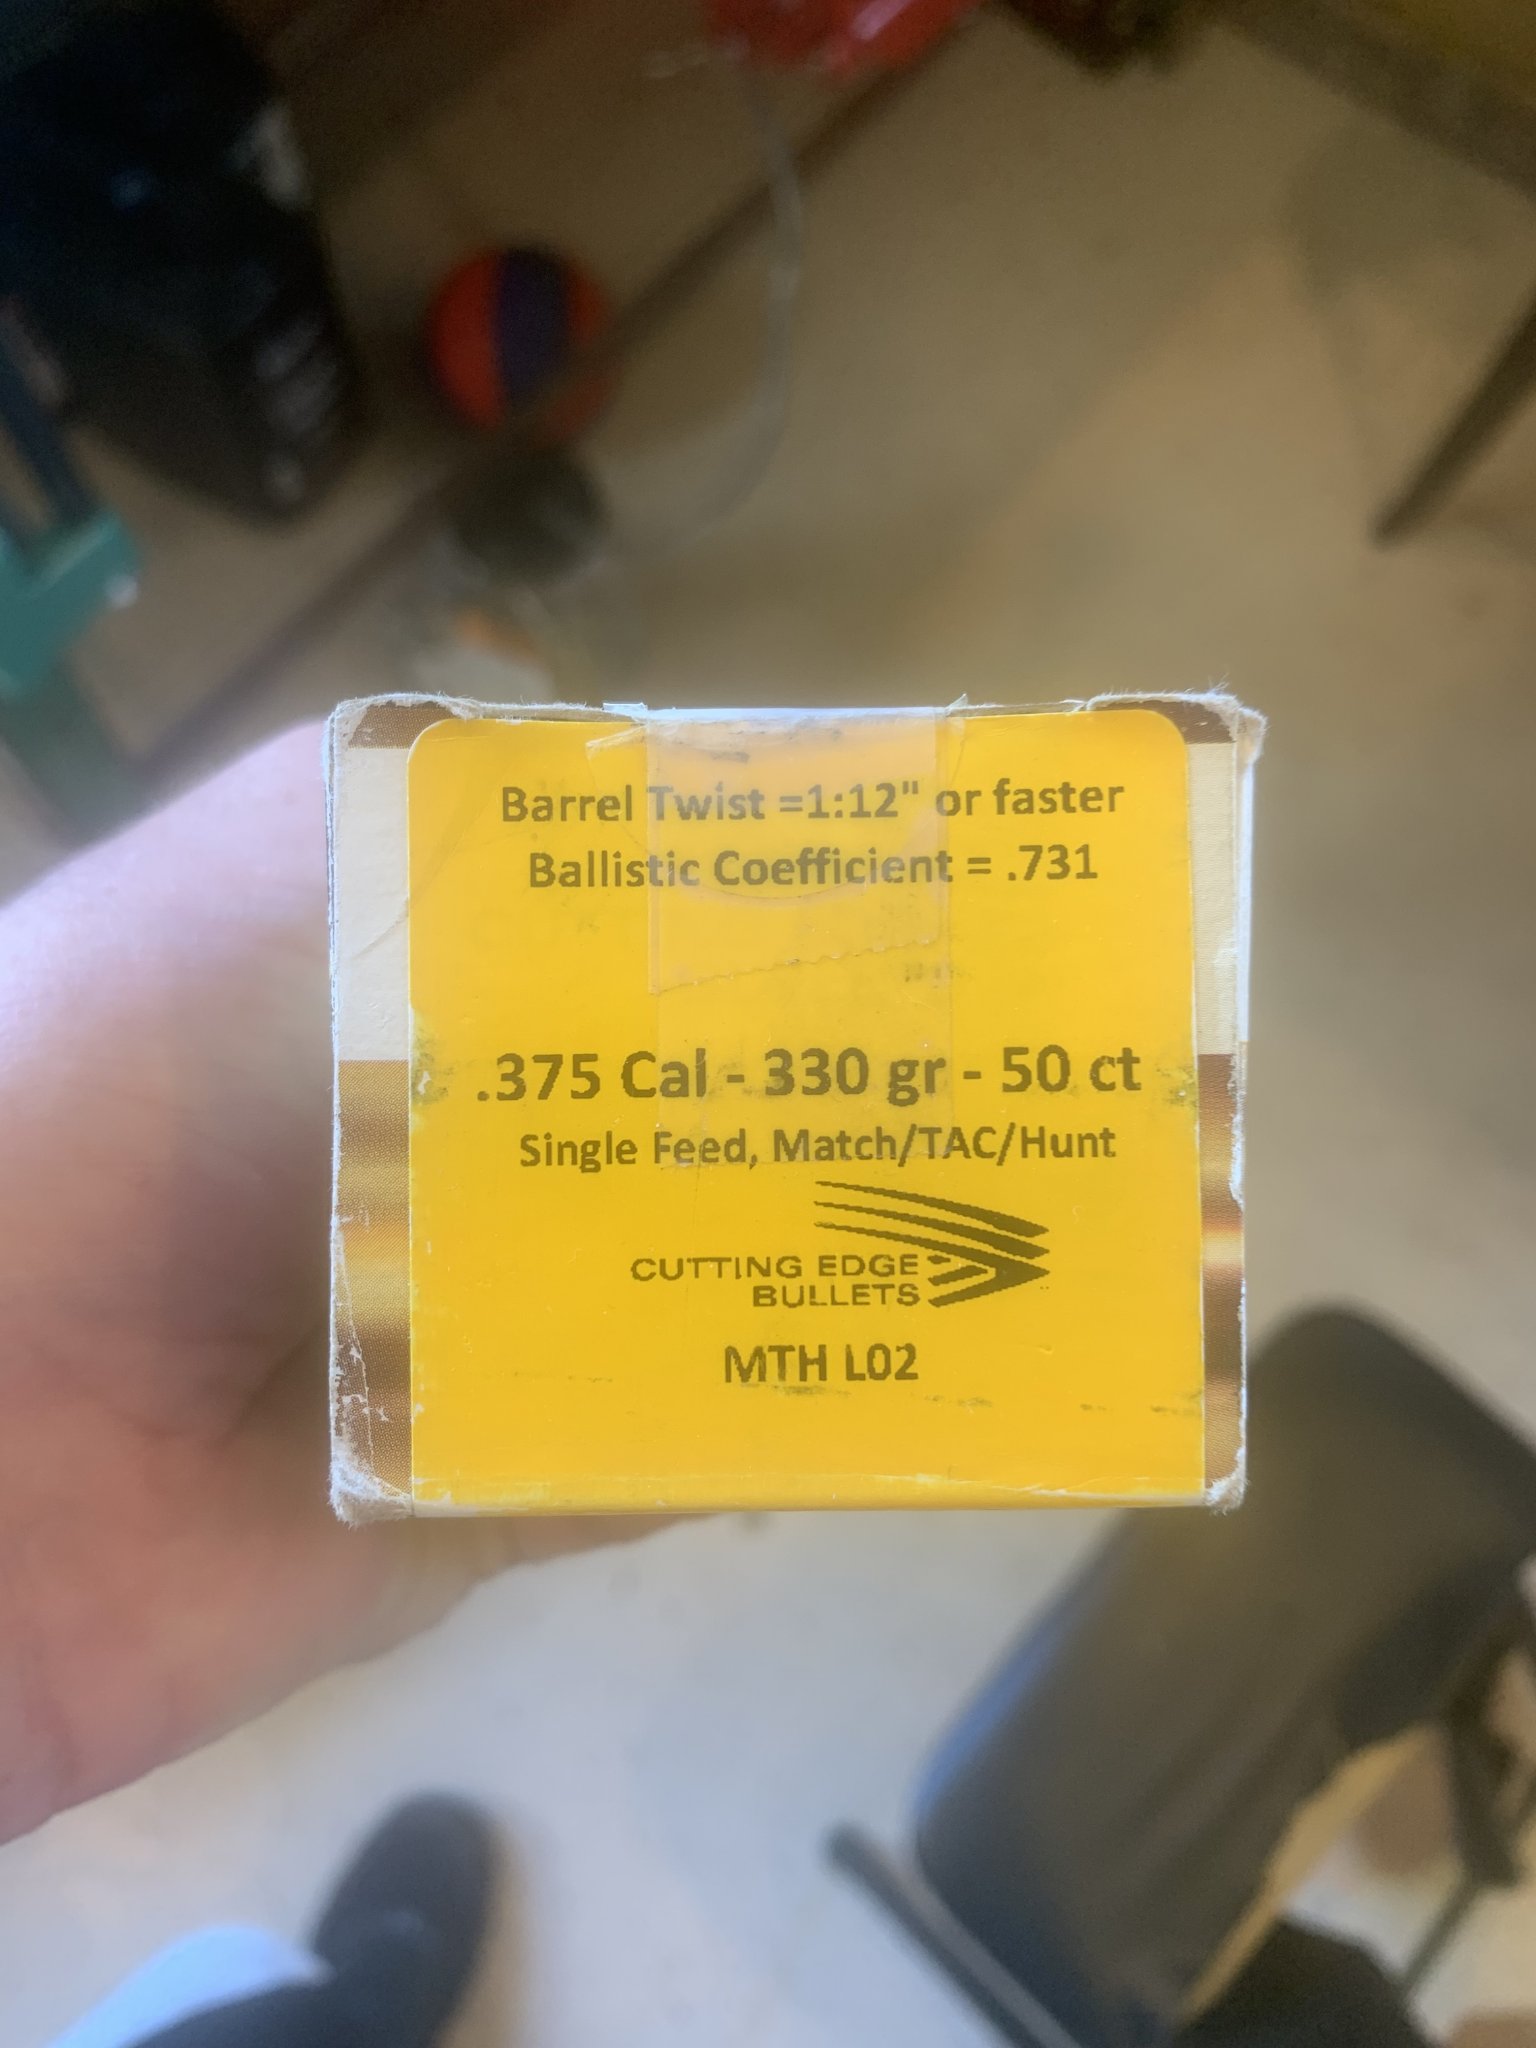 Barrel Twist =1:12" or faster
Ballistic Coefficient = .731
.375 Cal - 330 gr - 50 ct
Single Feed, Match/TAC/Hunt
CUTTING EDGE
BULLETS
MTH L02